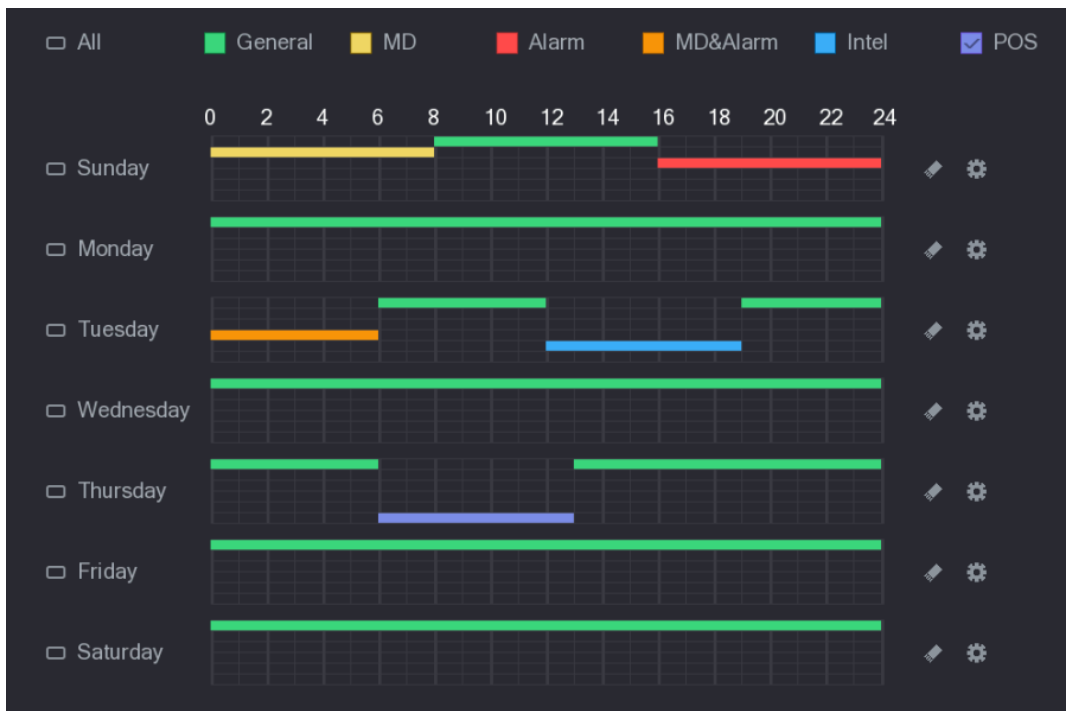 All General MD Alarm MD&Alarm Intel POS
0 2 4 6 8 10 12 14 16 18 20 22 24
Sunday
Monday
Tuesday
Wednesday
Thursday
Friday
Saturday